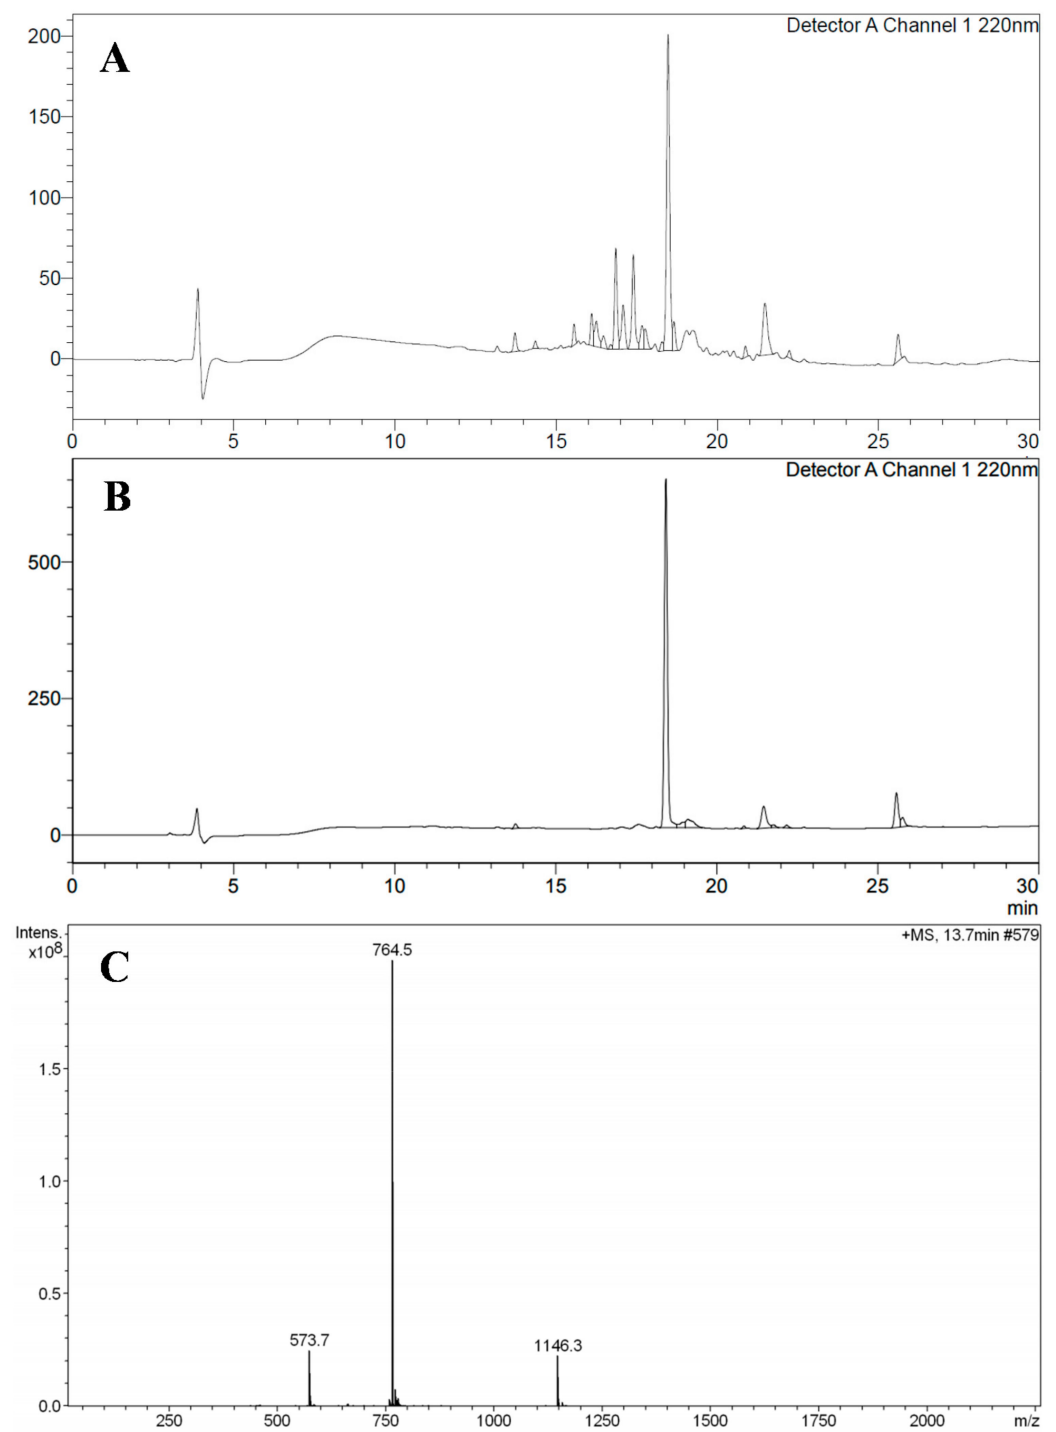 Detector A Channel 1 220nm
A
200
150
100
50
0
0 5 10 15 20 25 30
Detector A Channel 1 220nm
B
500
250
0
0 5 10 15 20 25 30
min
Intens.
x10⁸
+MS, 13.7min #579
C
764.5
1.5
1.0
0.5
0.0
573.7
1146.3
250 500 750 1000 1250 1500 1750 2000 m/z